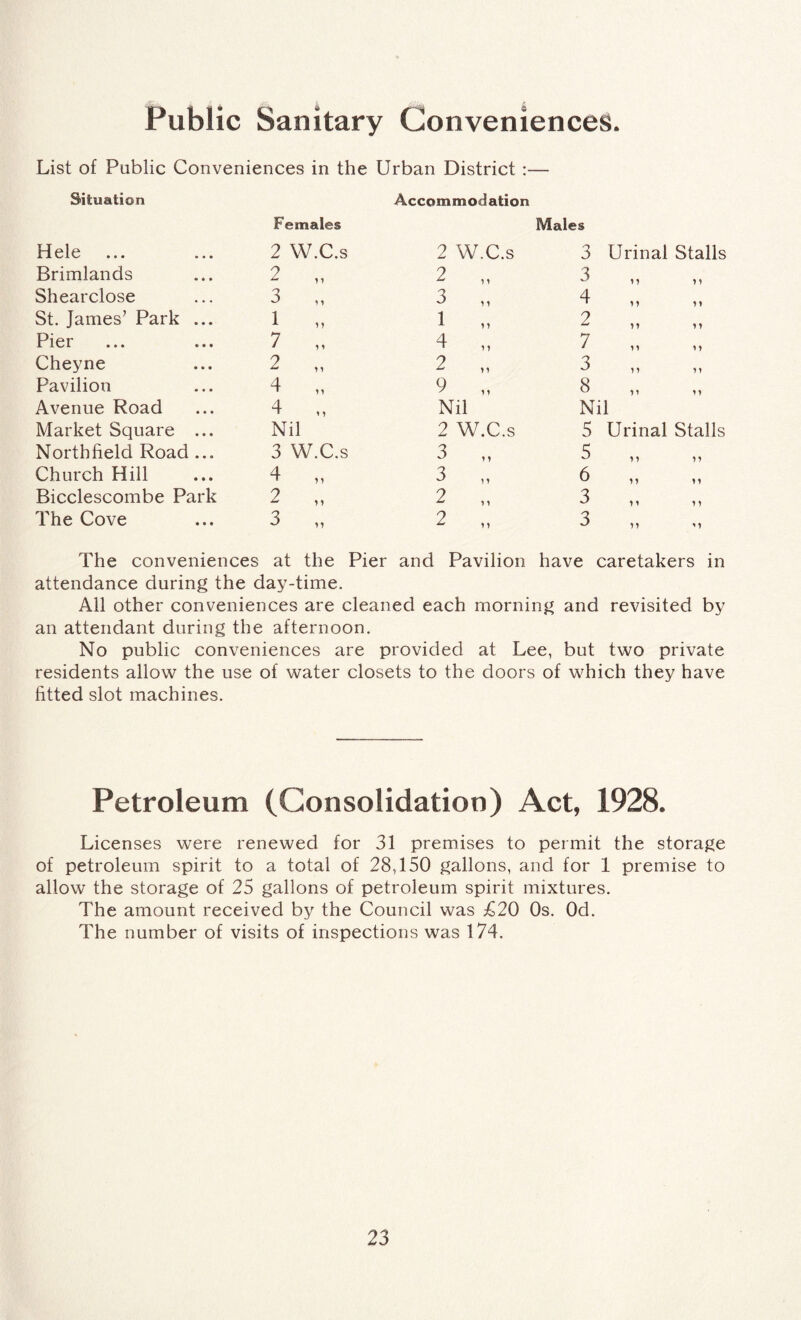 Public Sanitary Conveniences.
List of Public Conveniences in the Urban District :—
Situation Accommodation
Females Males
Hele ... ... 2 W.C.s 2 W.C.s 3 Urinal Stalls
Brimlands ... 2 ,, 2 ,, 3 ,, ,,
Shearclose ... 3 ,, 3 ,, 4 ,, ,,
St. James’ Park ... 1 ,, 1 ,, 2 ,, ,,
Pier ... ... 7 ,, 4 ,, 7 ,, ,,
Cheyne ... 2 ,, 2 ,, 3 ,, ,,
Pavilion ... 4 ,, 9 ,, 8 ,, ,,
Avenue Road ... 4 ,, Nil Nil
Market Square ... Nil 2 W.C.s 5 Urinal Stalls
Northfield Road ... 3 W.C.s 3 ,, 5 ,, ,,
Church Hill ... 4 ,, 3 ,, 6 ,, ,,
Bicclescombe Park 2 ,, 2 ,, 3 ,, ,,
The Cove ... 3 ,, 2 ,, 3 ,, ,,
The conveniences at the Pier and Pavilion have caretakers in
attendance during the day-time.
All other conveniences are cleaned each morning and revisited by
an attendant during the afternoon.
No public conveniences are provided at Lee, but two private
residents allow the use of water closets to the doors of which they have
fitted slot machines.
Petroleum (Consolidation) Act, 1928.
Licenses were renewed for 31 premises to permit the storage
of petroleum spirit to a total of 28,150 gallons, and for 1 premise to
allow the storage of 25 gallons of petroleum spirit mixtures.
The amount received by the Council was £20 0s. 0d.
The number of visits of inspections was 174.
23